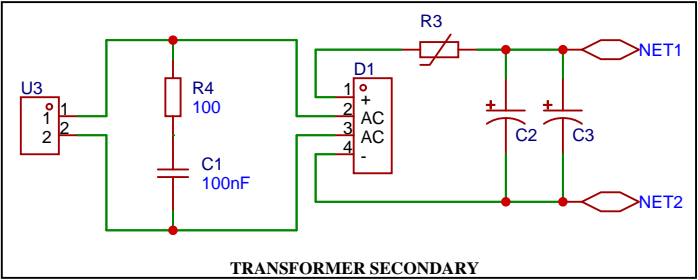 R3
NET1
D1
R4
100
U3
1
2
1
2
1
2
3
4
+
AC
AC
-
+
+
C2
C3
C1
100nF
NET2
TRANSFORMER SECONDARY